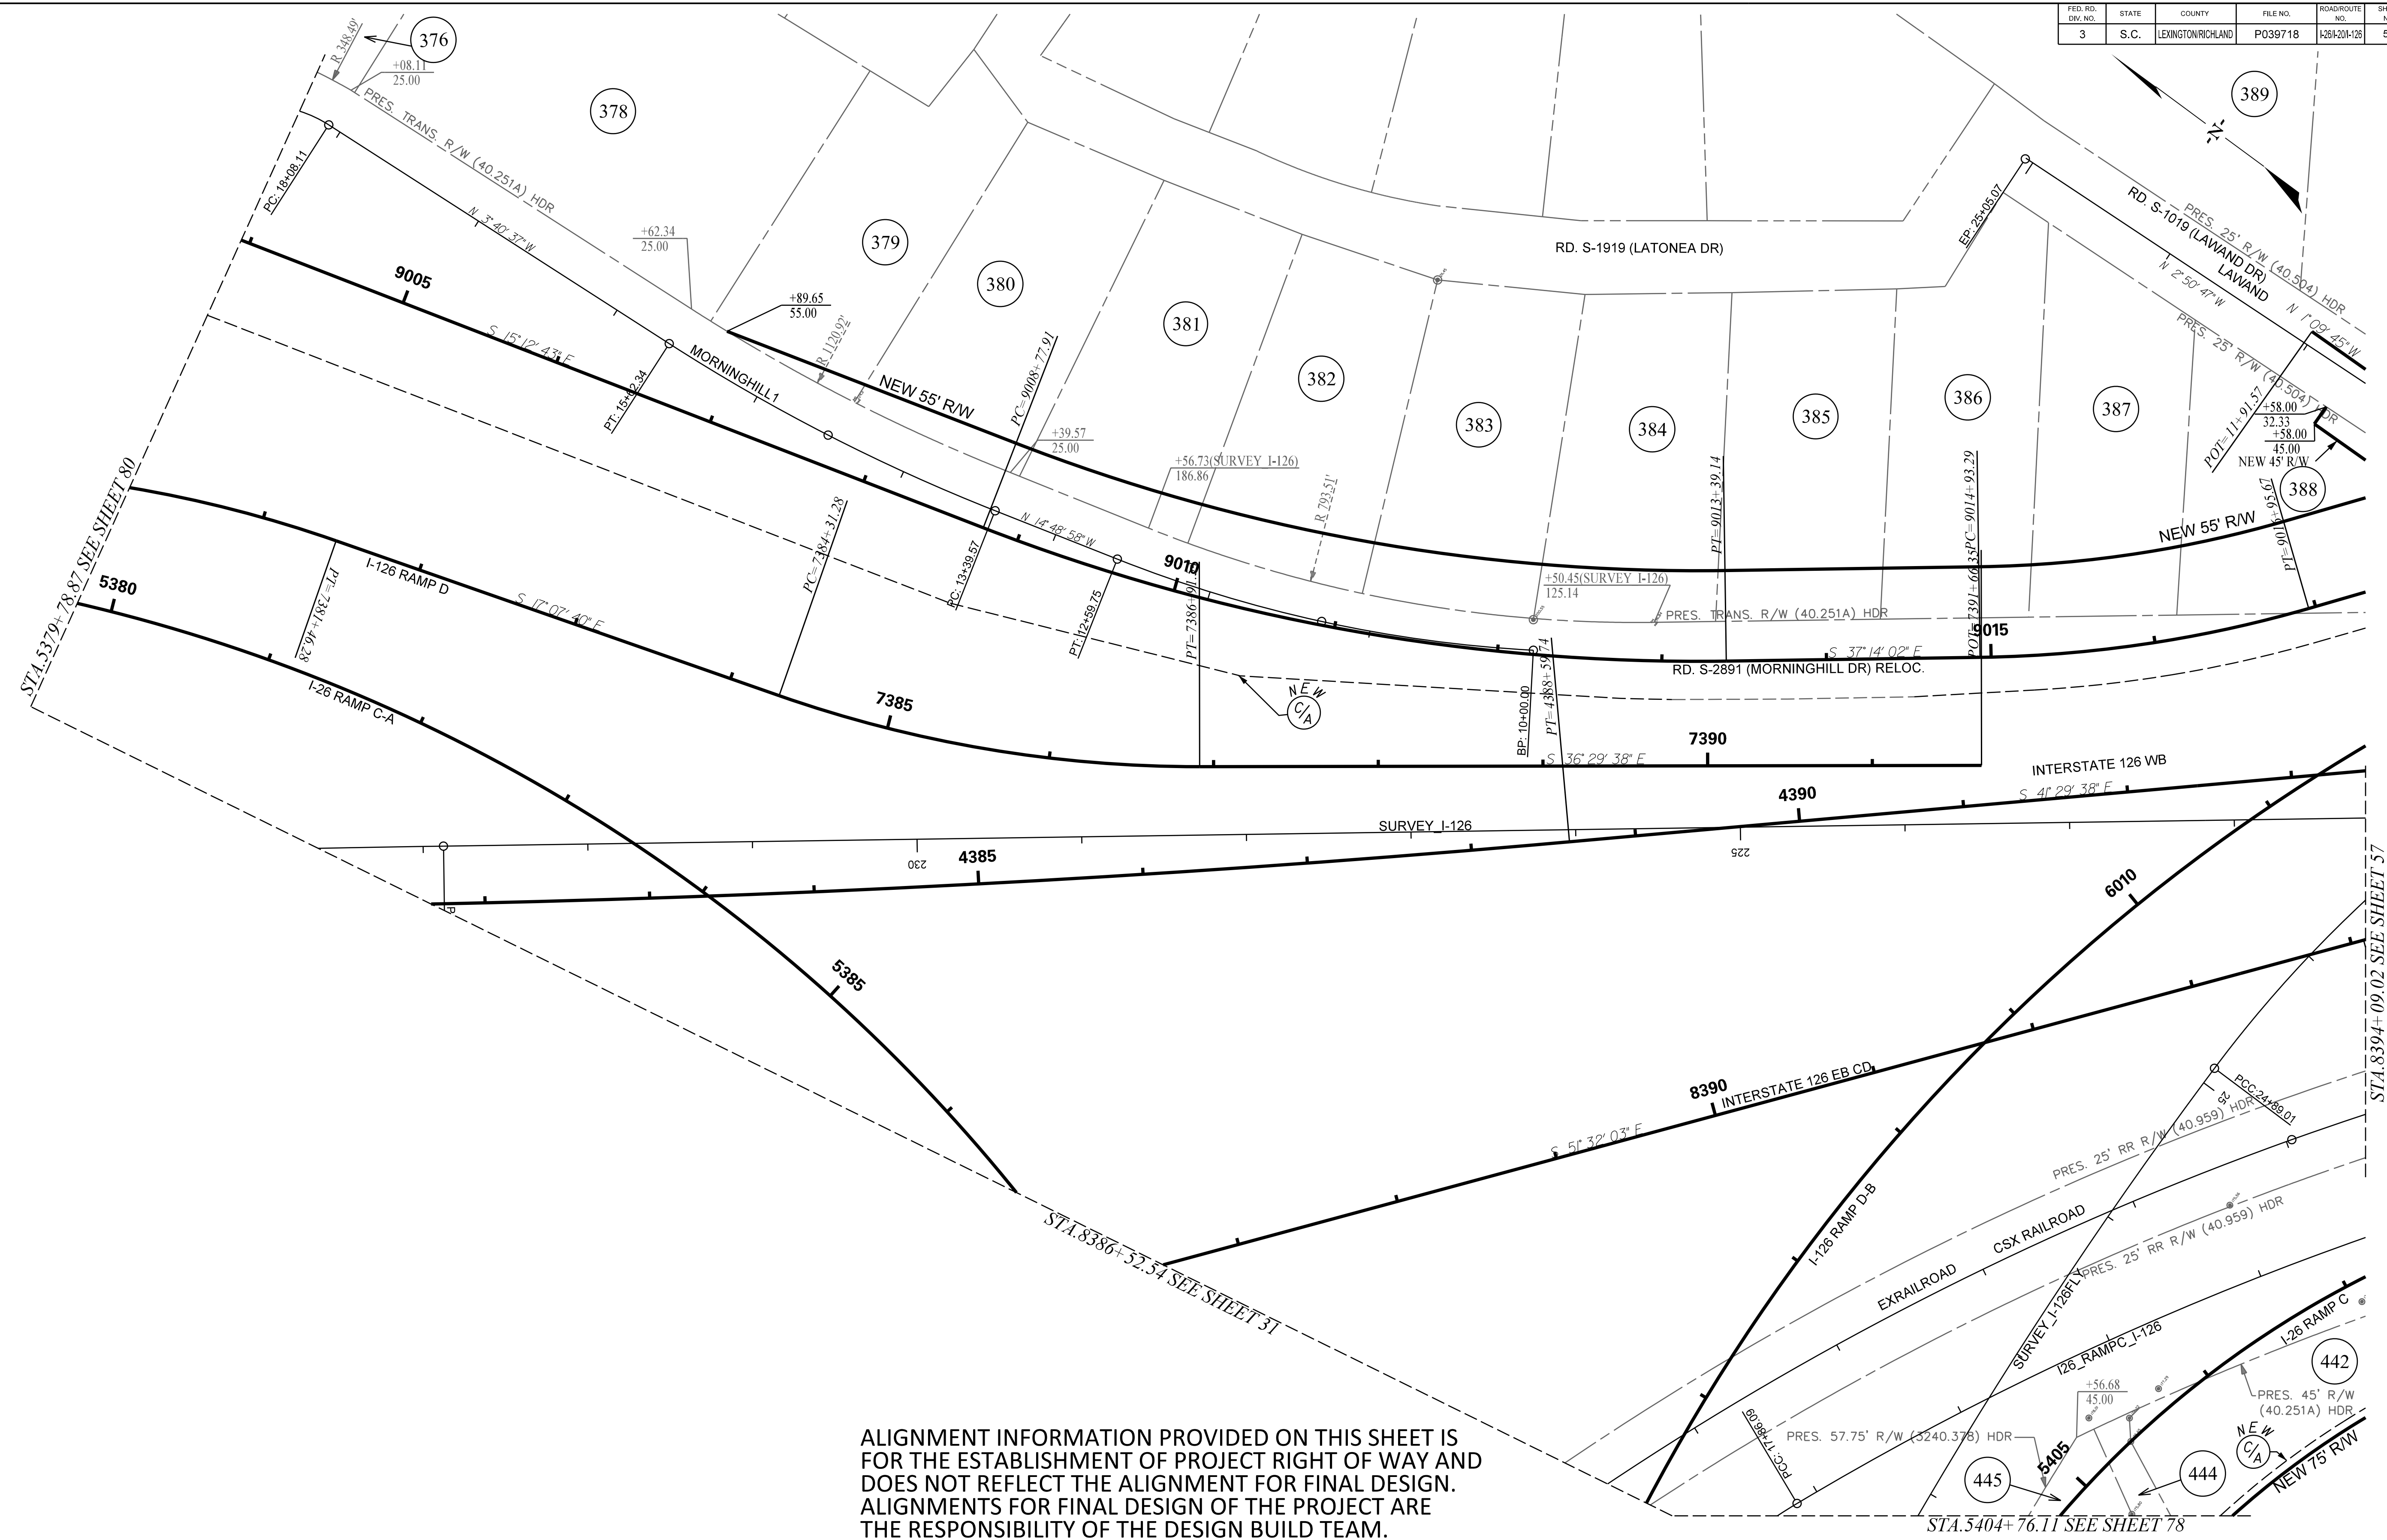 FED. RD. DIV. NO.
STATE
COUNTY
FILE NO.
ROAD/ROUTE NO.
3
S.C.
LEXINGTON/RICHLAND
P039718
I-26/I-20/I-126
R 348.49'
376
+08.11
25.00
378
389
-N-
PRES. TRANS. R/W (40.251A) HDR
PC: 18+08.11
N 3° 40' 37" W
+62.34
25.00
379
380
RD. S-1919 (LATONEA DR)
EP: 25+05.07
RD. S-1019 (LAWAND DR)
LAWAND
PRES. 25' R/W (40.504) HDR
N 2° 50' 47" W
N 1° 09' 45" W
PRES. 25' R/W (40.504) HDR
9005
S 15° 12' 43" E
+89.65
55.00
R 1120.92'
381
382
383
384
385
386
387
388
MORNINGHILL1
PT: 15+62.34
NEW 55' R/W
PC= 9008+77.91
+39.57
25.00
+56.73(SURVEY_I-126)
186.86
R 793.51'
PT=9013+39.14
PC=9014+93.29
POT=11+91.57
+58.00
32.33
+58.00
45.00
NEW 45' R/W
NEW 55' R/W
PT= 9016+95.67
STA.5379+78.87 SEE SHEET 80
PC=7384+31.28
PC: 13+39.57
N 14° 48' 58" W
9010
PT: 12+59.75
+50.45(SURVEY_I-126)
125.14
PRES. TRANS. R/W (40.251A) HDR
9015
S 37° 14' 02" E
RD. S-2891 (MORNINGHILL DR) RELOC.
I-126 RAMP D
5380
PT=7381+46.28
S 17° 07' 40" E
I-26 RAMP C-A
7385
NEW
C/A
BP: 10+00.00
PT=4388+59.74
S 36° 29' 38" E
7390
INTERSTATE 126 WB
S 41° 29' 38" E
4390
SURVEY_I-126
230
4385
225
6010
5385
8390
INTERSTATE 126 EB CD
S 51° 32' 03" E
STA.8394+09.02 SEE SHEET 57
PCC:24+89.01
25
PRES. 25' RR R/W (40.959) HDR
STA.8386+52.54 SEE SHEET 31
I-126 RAMP D-B
CSX RAILROAD
PRES. 25' RR R/W (40.959) HDR
EXRAILROAD
SURVEY_I-126FLY
I26_RAMPC_I-126
I-26 RAMP C
442
+56.68
45.00
PRES. 45' R/W
(40.251A) HDR
PCC: 17+86.09
PRES. 57.75' R/W (3240.378) HDR
5405
445
444
NEW
C/A
NEW 75' R/W
STA.5404+76.11 SEE SHEET 78
ALIGNMENT INFORMATION PROVIDED ON THIS SHEET IS
FOR THE ESTABLISHMENT OF PROJECT RIGHT OF WAY AND
DOES NOT REFLECT THE ALIGNMENT FOR FINAL DESIGN.
ALIGNMENTS FOR FINAL DESIGN OF THE PROJECT ARE
THE RESPONSIBILITY OF THE DESIGN BUILD TEAM.